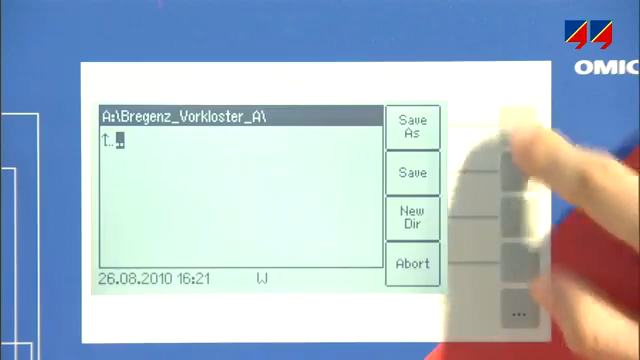 OMIC
A:\Bregenz_Vorkloster_A\
↑..
Save
As
Save
New
Dir
Abort
26.08.2010 16:21 W
...